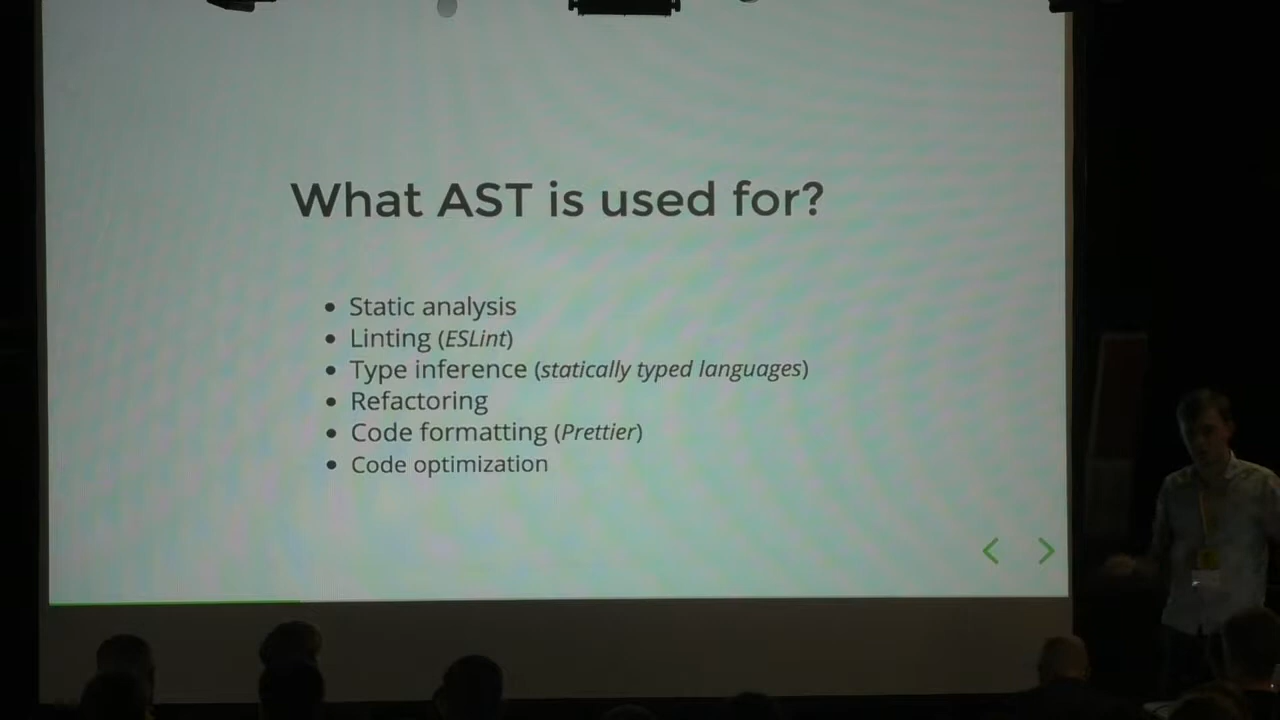 What AST is used for?
Static analysis
Linting (ESLint)
Type inference (statically typed languages)
Refactoring
Code formatting (Prettier)
Code optimization